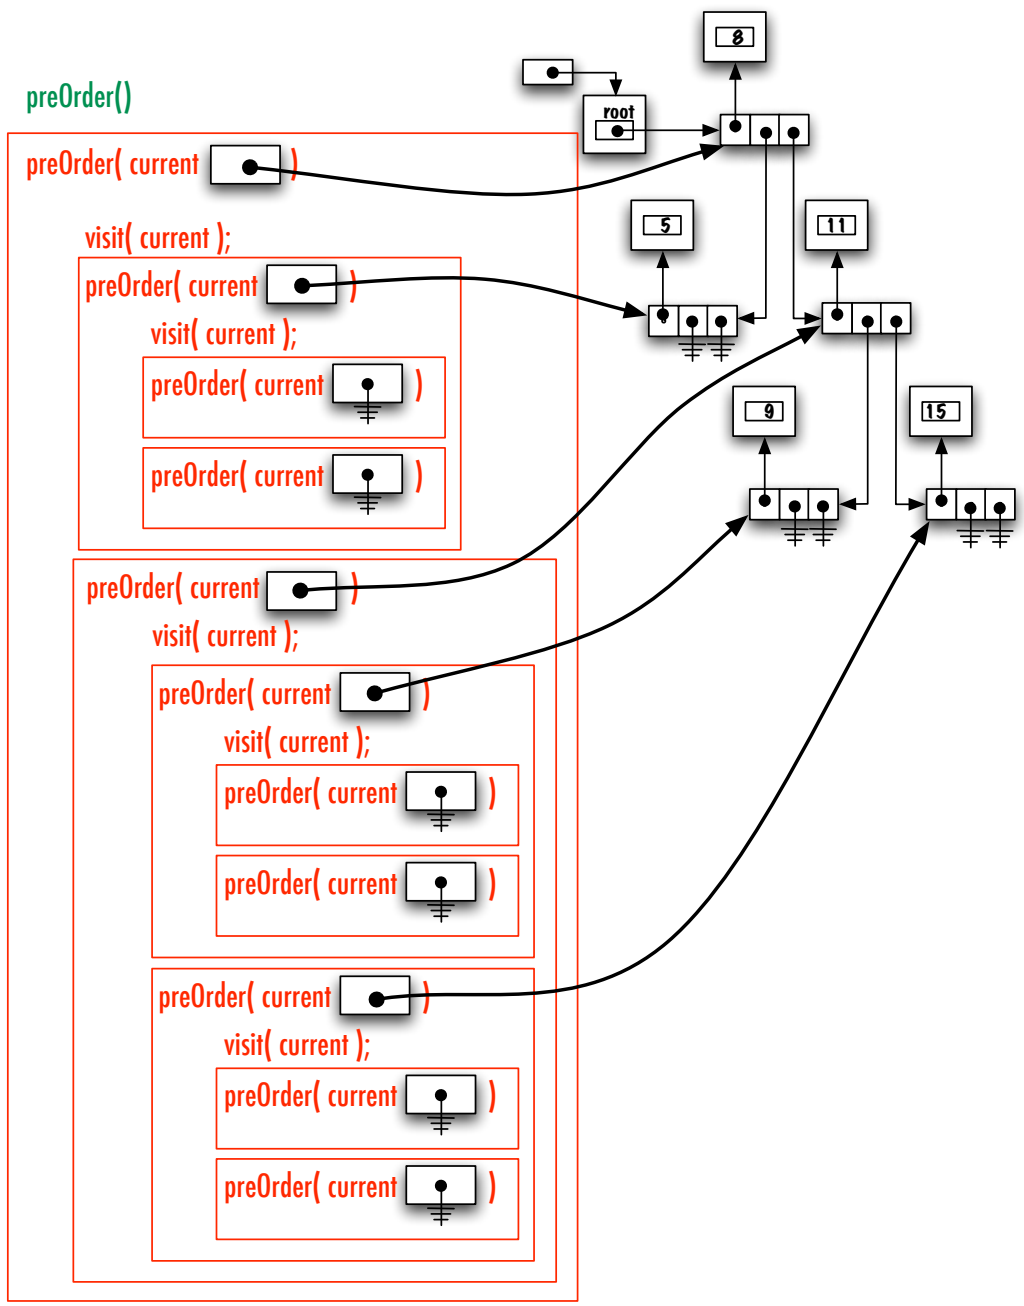 preOrder()
preOrder( current )
visit( current );
preOrder( current )
visit( current );
preOrder( current )
preOrder( current )
preOrder( current )
visit( current );
preOrder( current )
visit( current );
preOrder( current )
preOrder( current )
preOrder( current )
visit( current );
preOrder( current )
preOrder( current )
8
root
5
11
9
15